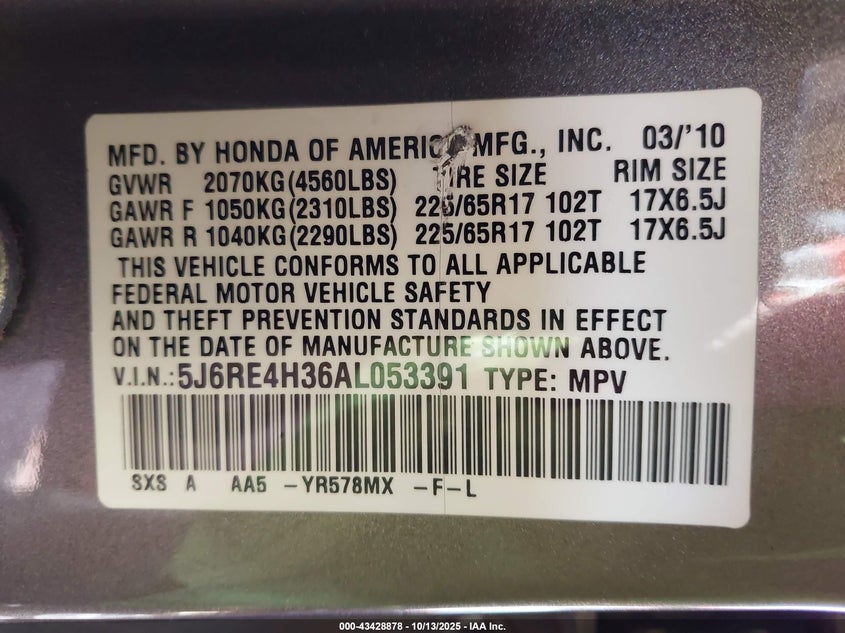 MFD. BY HONDA OF AMERIC MFG., INC. 03/'10
GVWR 2070KG(4560LBS) TIRE SIZE RIM SIZE
GAWR F 1050KG(2310LBS) 225/65R17 102T 17X6.5J
GAWR R 1040KG(2290LBS) 225/65R17 102T 17X6.5J
THIS VEHICLE CONFORMS TO ALL APPLICABLE
FEDERAL MOTOR VEHICLE SAFETY
AND THEFT PREVENTION STANDARDS IN EFFECT
ON THE DATE OF MANUFACTURE SHOWN ABOVE.
V.I.N.:5J6RE4H36AL053391 TYPE: MPV
SXS A AA5 -YR578MX -F-L
000-43428878 - 10/13/2025 - IAA Inc.